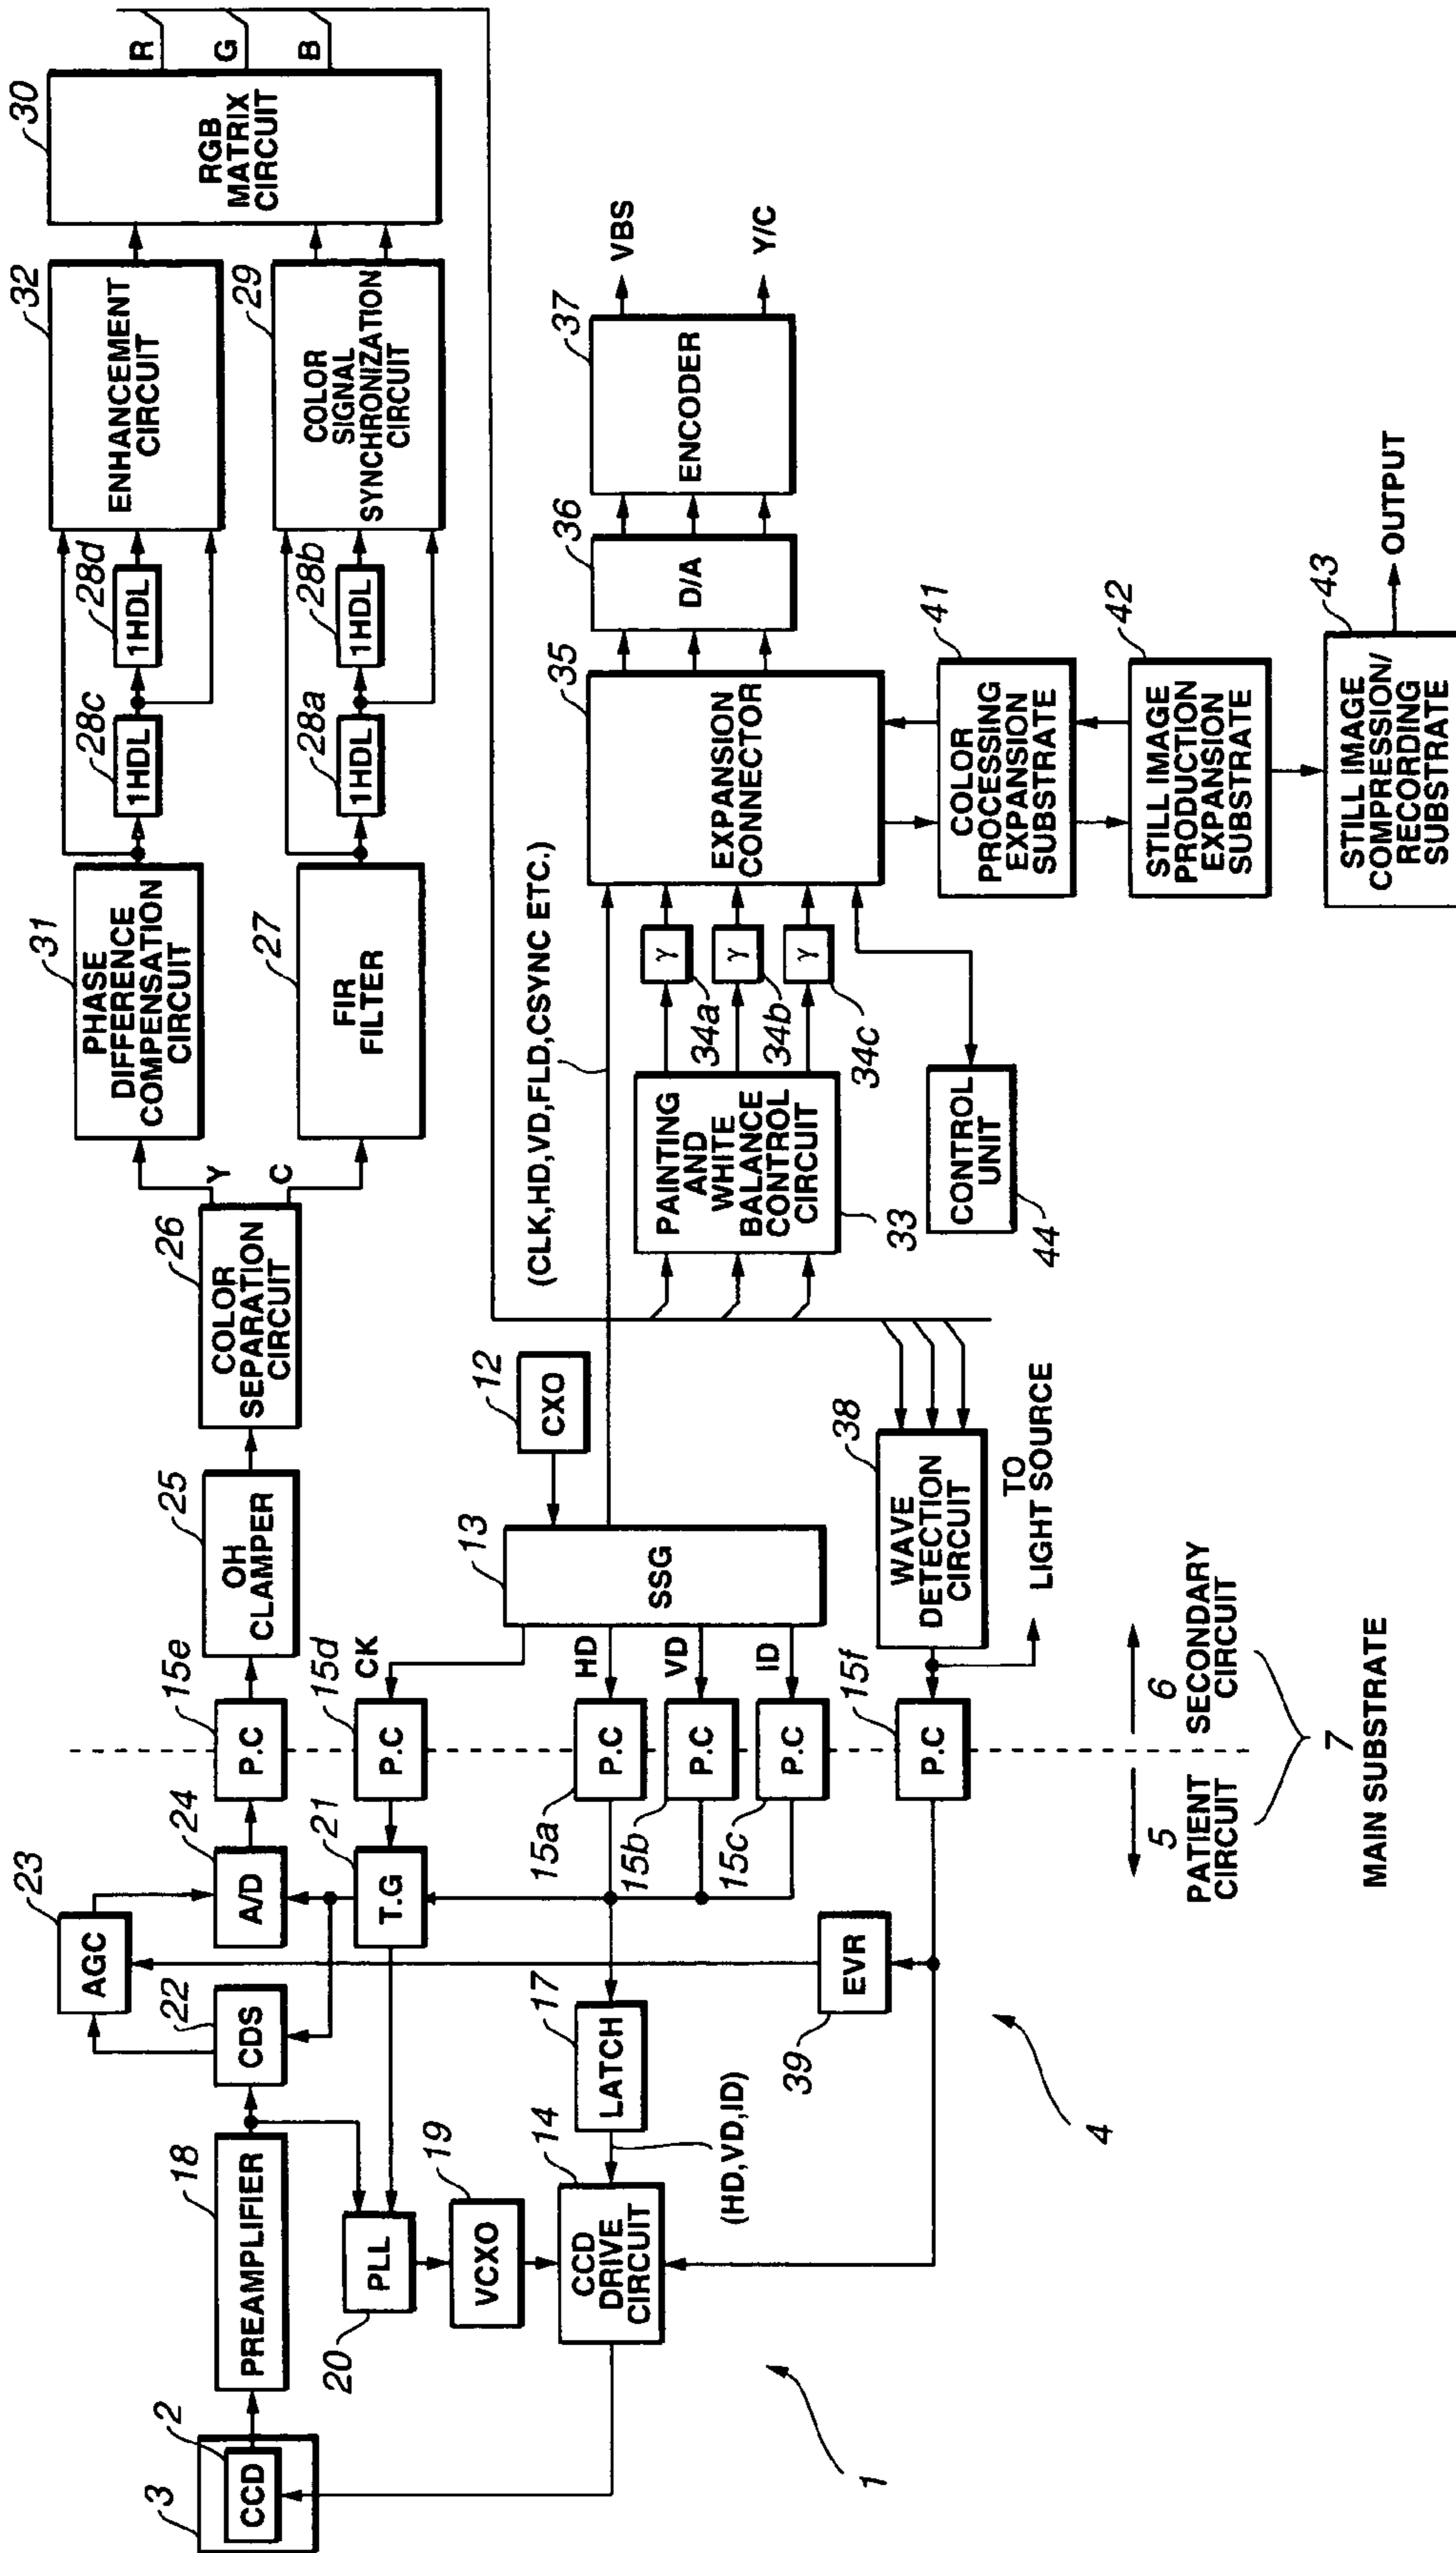 3
2
CCD
18
PREAMPLIFIER
22
CDS
23
AGC
24
A/D
15e
P.C
25
OH
CLAMPER
26
COLOR
SEPARATION
CIRCUIT
Y
C
31
PHASE
DIFFERENCE
COMPENSATION
CIRCUIT
27
FIR
FILTER
28c
1HDL
28d
1HDL
28a
1HDL
28b
1HDL
32
ENHANCEMENT
CIRCUIT
29
COLOR
SIGNAL
SYNCHRONIZATION
CIRCUIT
30
RGB
MATRIX
CIRCUIT
R
G
B
20
PLL
19
VCXO
14
CCD
DRIVE
CIRCUIT
(HD,VD,ID)
17
LATCH
21
T.G
15d
P.C
CK
15a
P.C
HD
15b
P.C
VD
15c
P.C
ID
13
SSG
12
CXO
(CLK,HD,VD,FLD,CSYNC ETC.)
39
EVR
15f
P.C
38
WAVE
DETECTION
CIRCUIT
TO
LIGHT SOURCE
33
PAINTING
AND
WHITE
BALANCE
CONTROL
CIRCUIT
γ
34a
γ
34b
γ
34c
44
CONTROL
UNIT
35
EXPANSION
CONNECTOR
36
D/A
37
ENCODER
VBS
Y/C
41
COLOR
PROCESSING
EXPANSION
SUBSTRATE
42
STILL IMAGE
PRODUCTION
EXPANSION
SUBSTRATE
43
STILL IMAGE
COMPRESSION/
RECORDING
SUBSTRATE
OUTPUT
1
4
5
PATIENT
CIRCUIT
6
SECONDARY
CIRCUIT
7
MAIN SUBSTRATE